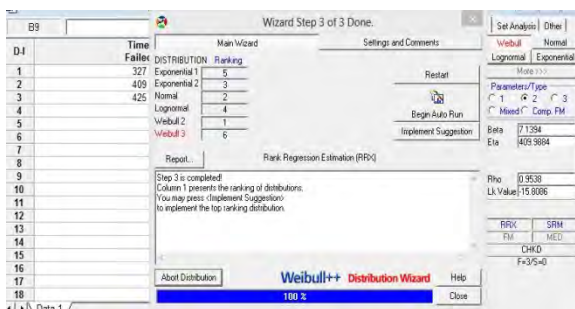 B9
Wizard Step 3 of 3 Done.
Set Analysis Other
D-I
Time
Failed
Main Wizard
Settings and Comments
Weibull Normal
Lognormal Exponential
More >>>
DISTRIBUTION Ranking
Exponential 1 5
Exponential 2 3
Normal 2
Lognormal 4
Weibull 2 1
Weibull 3 6
Restart
Begin Auto Run
Implement Suggestion
Parameters/Type
1 2 3
Mixed Comp. FM
Beta 7.1394
Eta 409.9884
1 327
2 409
3 425
4
5
6
7
8
9
10
11
12
13
14
15
16
17
18
Report...
Rank Regression Estimation (RRX)
Step 3 is completed!
Column 1 presents the ranking of distributions.
You may press <Implement Suggestion>
to implement the top ranking distribution.
Rho 0.9538
Lk Value -15.8086
RRX SRM
FM MED
CHKD
F=3/S=0
Abort Distribution
Weibull++ Distribution Wizard
Help
100 %
Close
Data 1